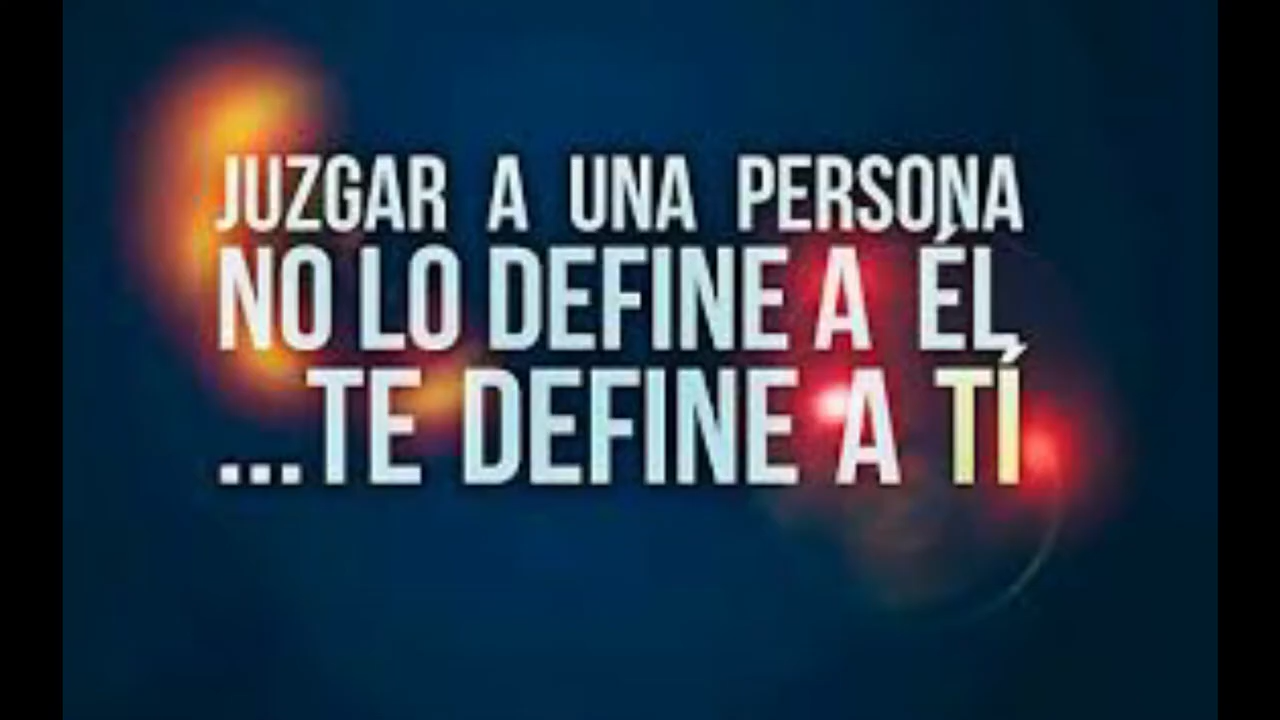 JUZGAR A UNA PERSONA
NO LO DEFINE A ÉL
...TE DEFINE A TÍ